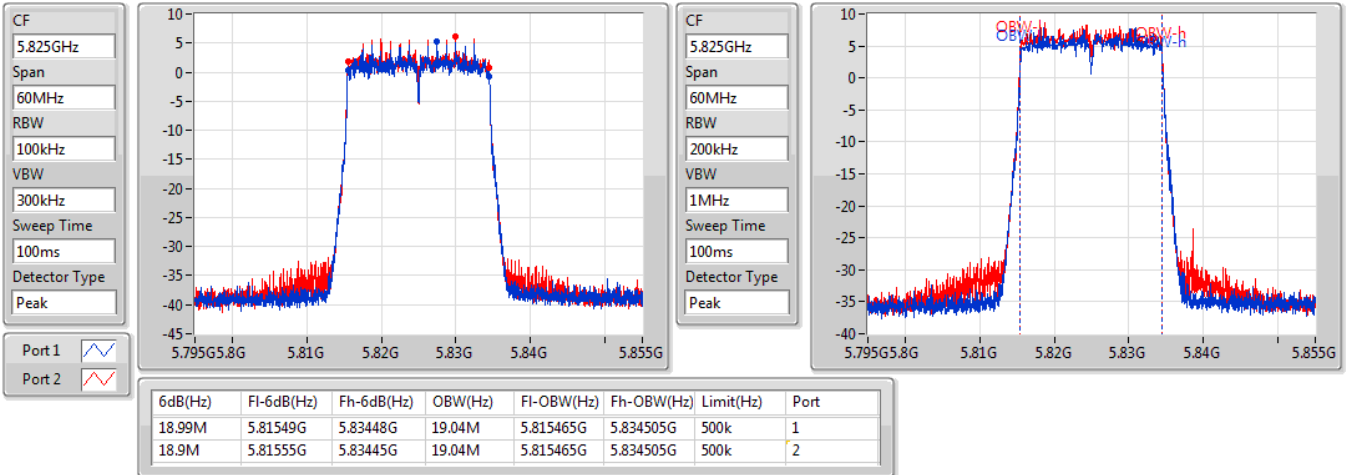 CF
5.825GHz
Span
60MHz
RBW
100kHz
VBW
300kHz
Sweep Time
100ms
Detector Type
Peak
Port 1
Port 2
10-
5-
0-
-5-
-10-
-15-
-20-
-25-
-30-
-35-
-40-
-45-
5.795G 5.8G 5.81G 5.82G 5.83G 5.84G 5.855G
CF
5.825GHz
Span
60MHz
RBW
200kHz
VBW
1MHz
Sweep Time
100ms
Detector Type
Peak
10-
5-
0-
-5-
-10-
-15-
-20-
-25-
-30-
-35-
-40-
OBW-h
5.795G 5.8G 5.81G 5.82G 5.83G 5.84G 5.855G
6dB(Hz) Fl-6dB(Hz) Fh-6dB(Hz) OBW(Hz) Fl-OBW(Hz) Fh-OBW(Hz) Limit(Hz) Port
18.99M 5.81549G 5.83448G 19.04M 5.815465G 5.834505G 500k 1
18.9M 5.81555G 5.83445G 19.04M 5.815465G 5.834505G 500k 2